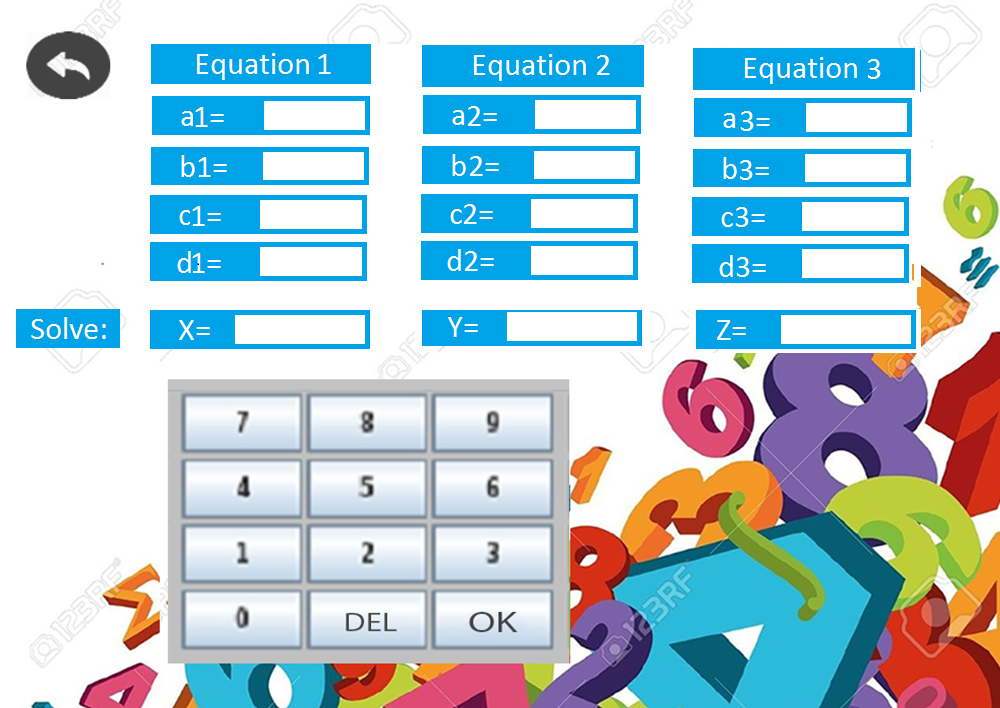 Equation 1 Equation 2 Equation 3
a1= a2= a3=
b1= b2= b3=
c1= c2= c3=
d1= d2= d3=
Solve: X= Y= Z=
7 8 9
4 5 6
1 2 3
0 DEL OK
123RF